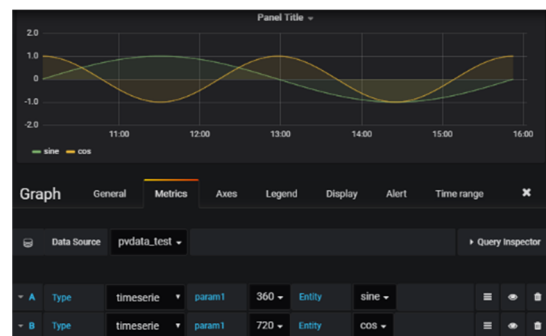 Panel Title
2.0
1.0
0
-1.0
-2.0
11:00 12:00 13:00 14:00 15:00 16:00
sine cos
Graph General Metrics Axes Legend Display Alert Time range
Data Source pvdata_test Query Inspector
A Type timeserie param1 360 Entity sine
B Type timeserie param1 720 Entity cos